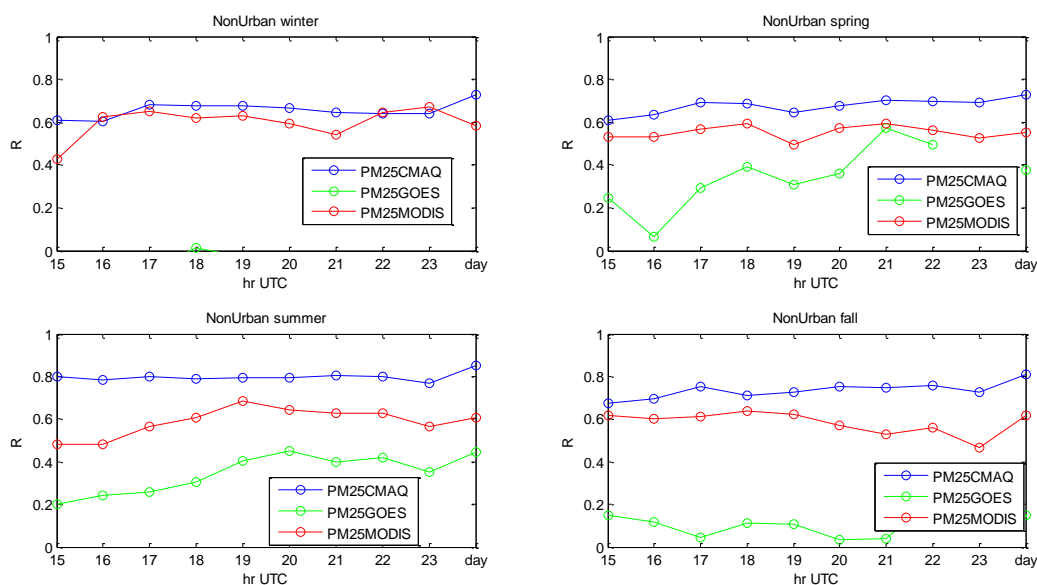 NonUrban winter
1
0.8
0.6
0.4
0.2
0
R
15 16 17 18 19 20 21 22 23 day
hr UTC
PM25CMAQ
PM25GOES
PM25MODIS
NonUrban spring
1
0.8
0.6
0.4
0.2
0
R
15 16 17 18 19 20 21 22 23 day
hr UTC
PM25CMAQ
PM25GOES
PM25MODIS
NonUrban summer
1
0.8
0.6
0.4
0.2
0
R
15 16 17 18 19 20 21 22 23 day
hr UTC
PM25CMAQ
PM25GOES
PM25MODIS
NonUrban fall
1
0.8
0.6
0.4
0.2
0
R
15 16 17 18 19 20 21 22 23 day
hr UTC
PM25CMAQ
PM25GOES
PM25MODIS